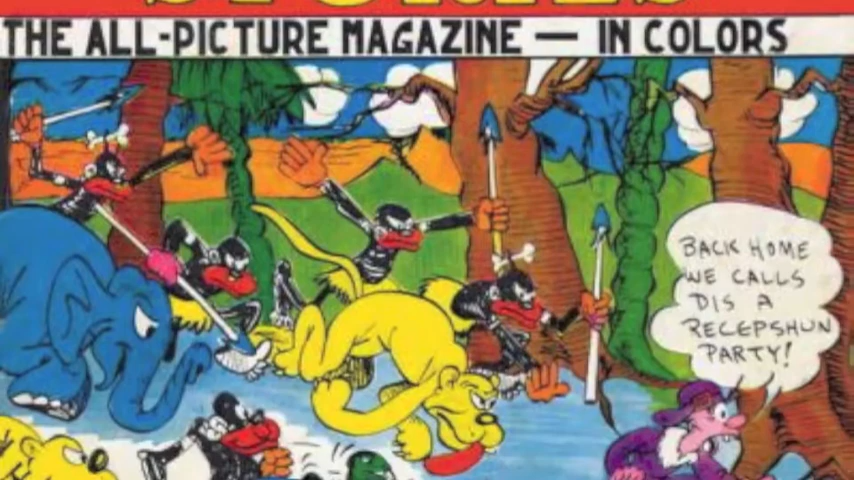 THE ALL-PICTURE MAGAZINE — IN COLORS
BACK HOME
WE CALLS
DIS A
RECEPSHUN
PARTY!